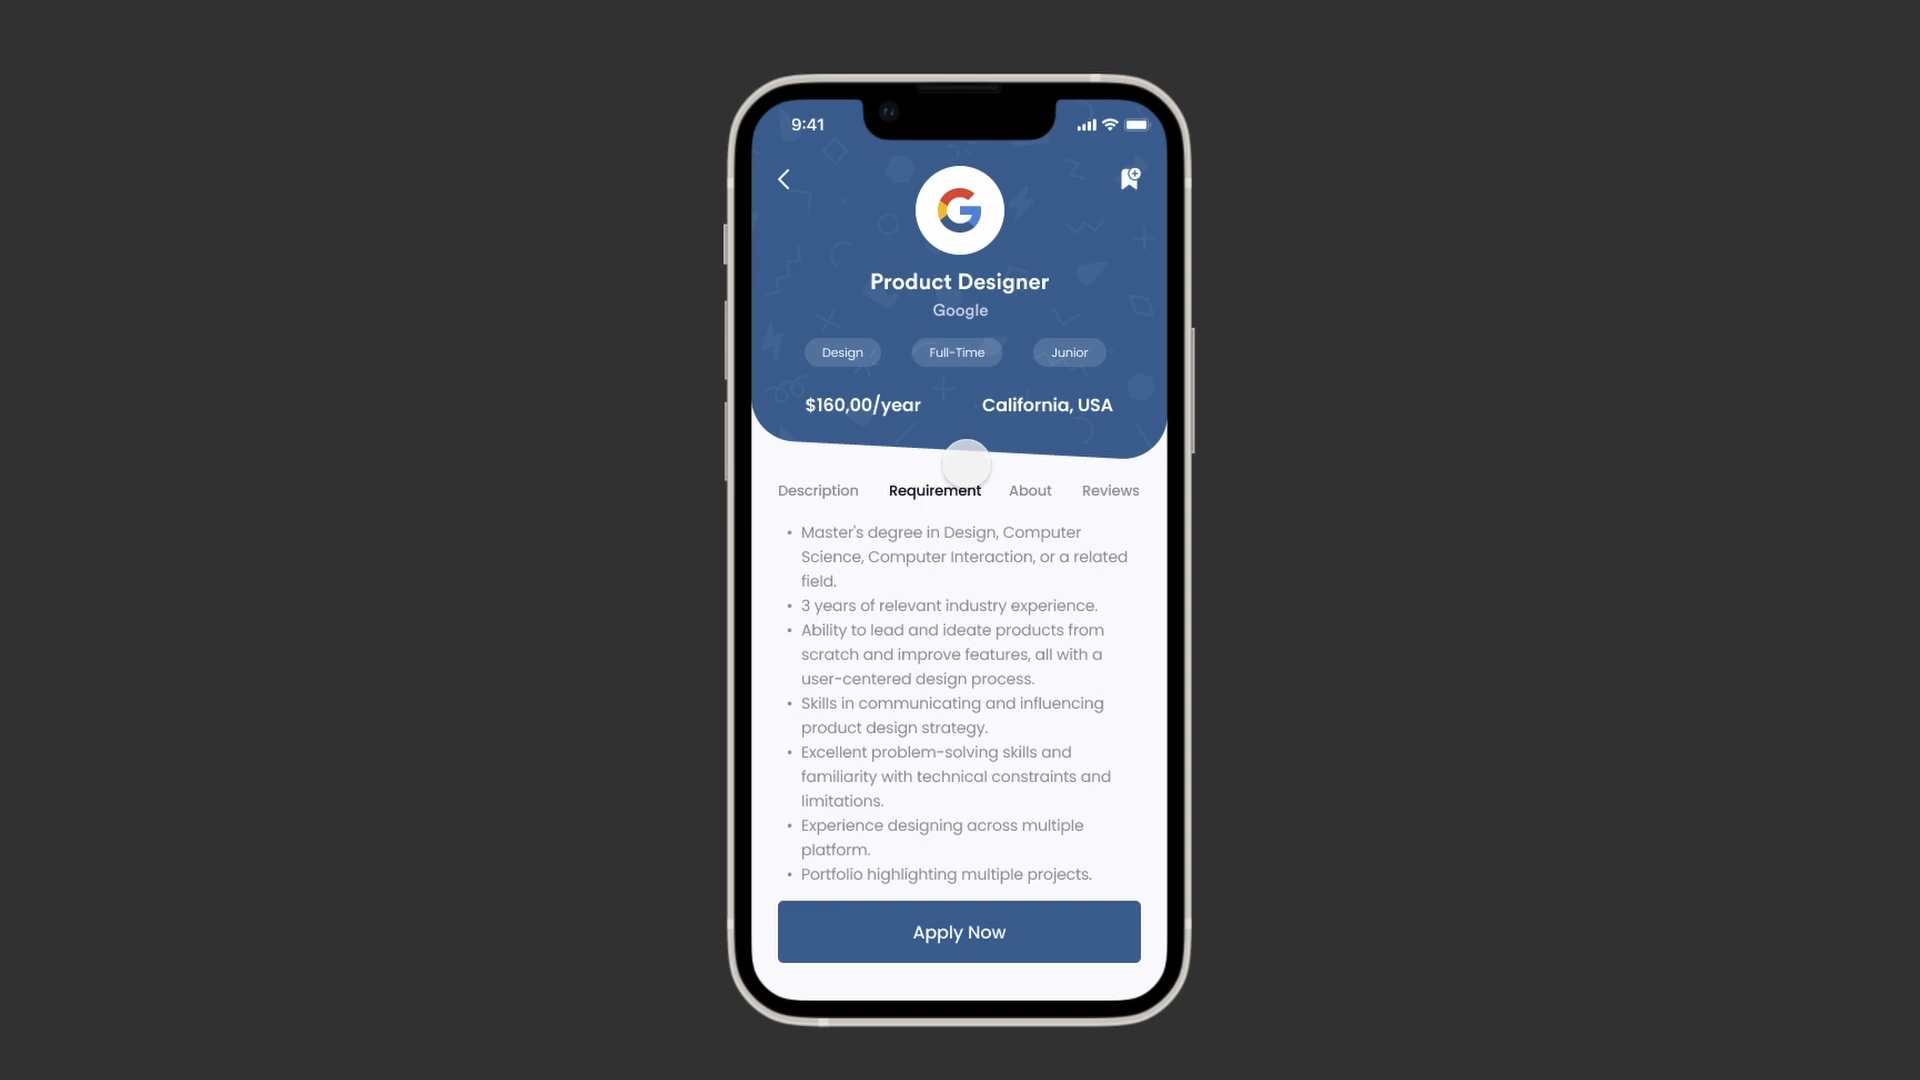 9:41
Product Designer
Google
Design Full-Time Junior
$160,00/year California, USA
Description Requirement About Reviews
• Master's degree in Design, Computer
Science, Computer Interaction, or a related
field.
• 3 years of relevant industry experience.
• Ability to lead and ideate products from
scratch and improve features, all with a
user-centered design process.
• Skills in communicating and influencing
product design strategy.
• Excellent problem-solving skills and
familiarity with technical constraints and
limitations.
• Experience designing across multiple
platform.
• Portfolio highlighting multiple projects.
Apply Now